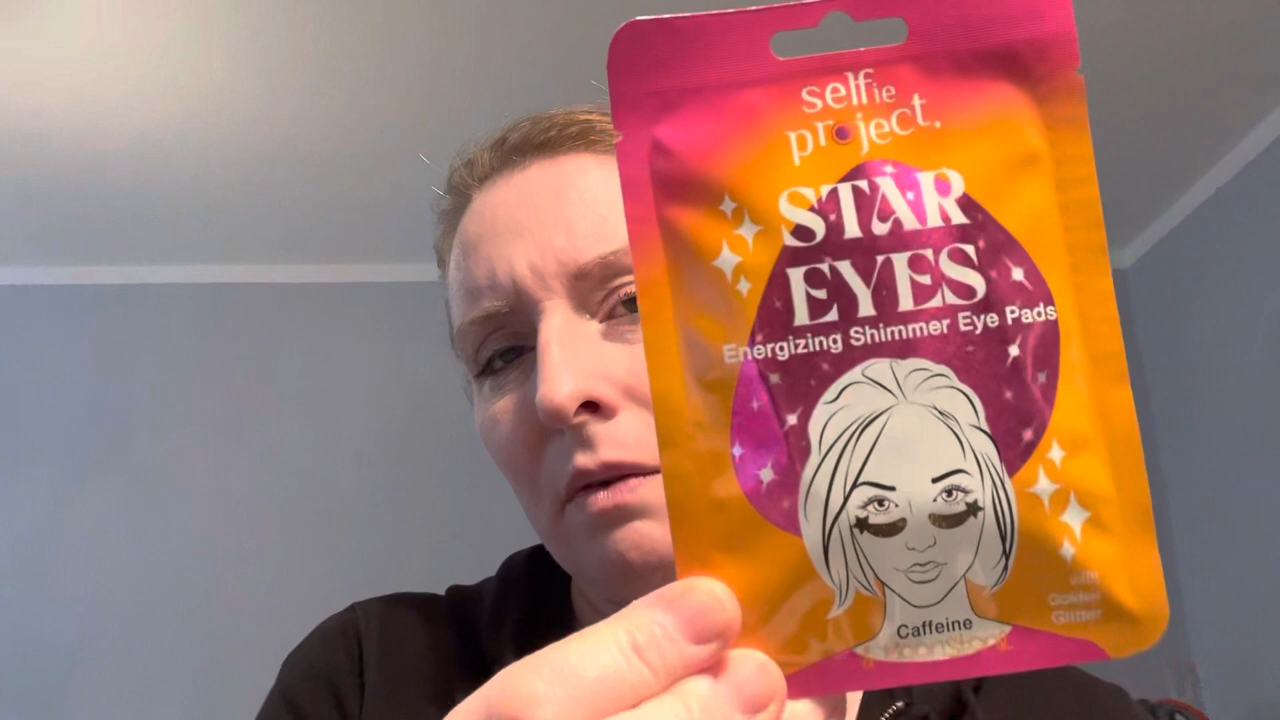 selfie
project.
STAR
EYES
Energizing Shimmer Eye Pads
with
Golden
Glitter
Caffeine